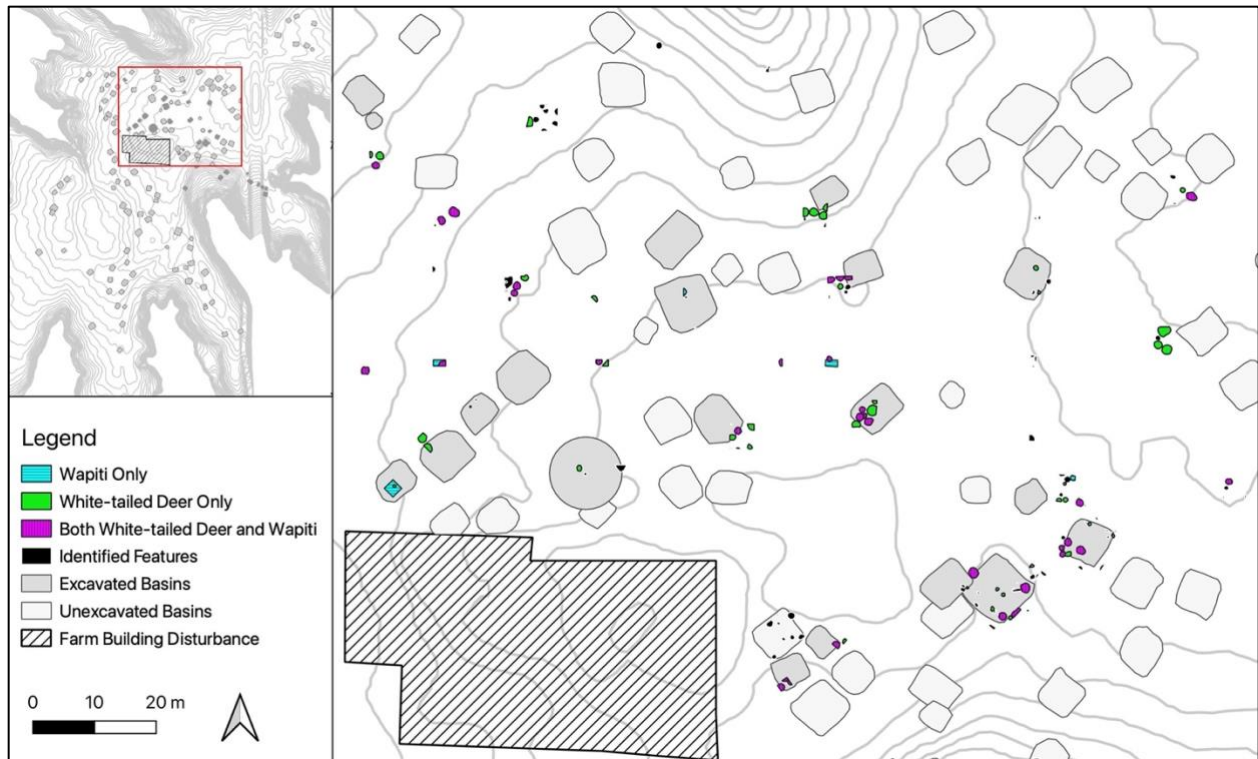 Legend
Wapiti Only
White-tailed Deer Only
Both White-tailed Deer and Wapiti
Identified Features
Excavated Basins
Unexcavated Basins
Farm Building Disturbance
0 10 20 m